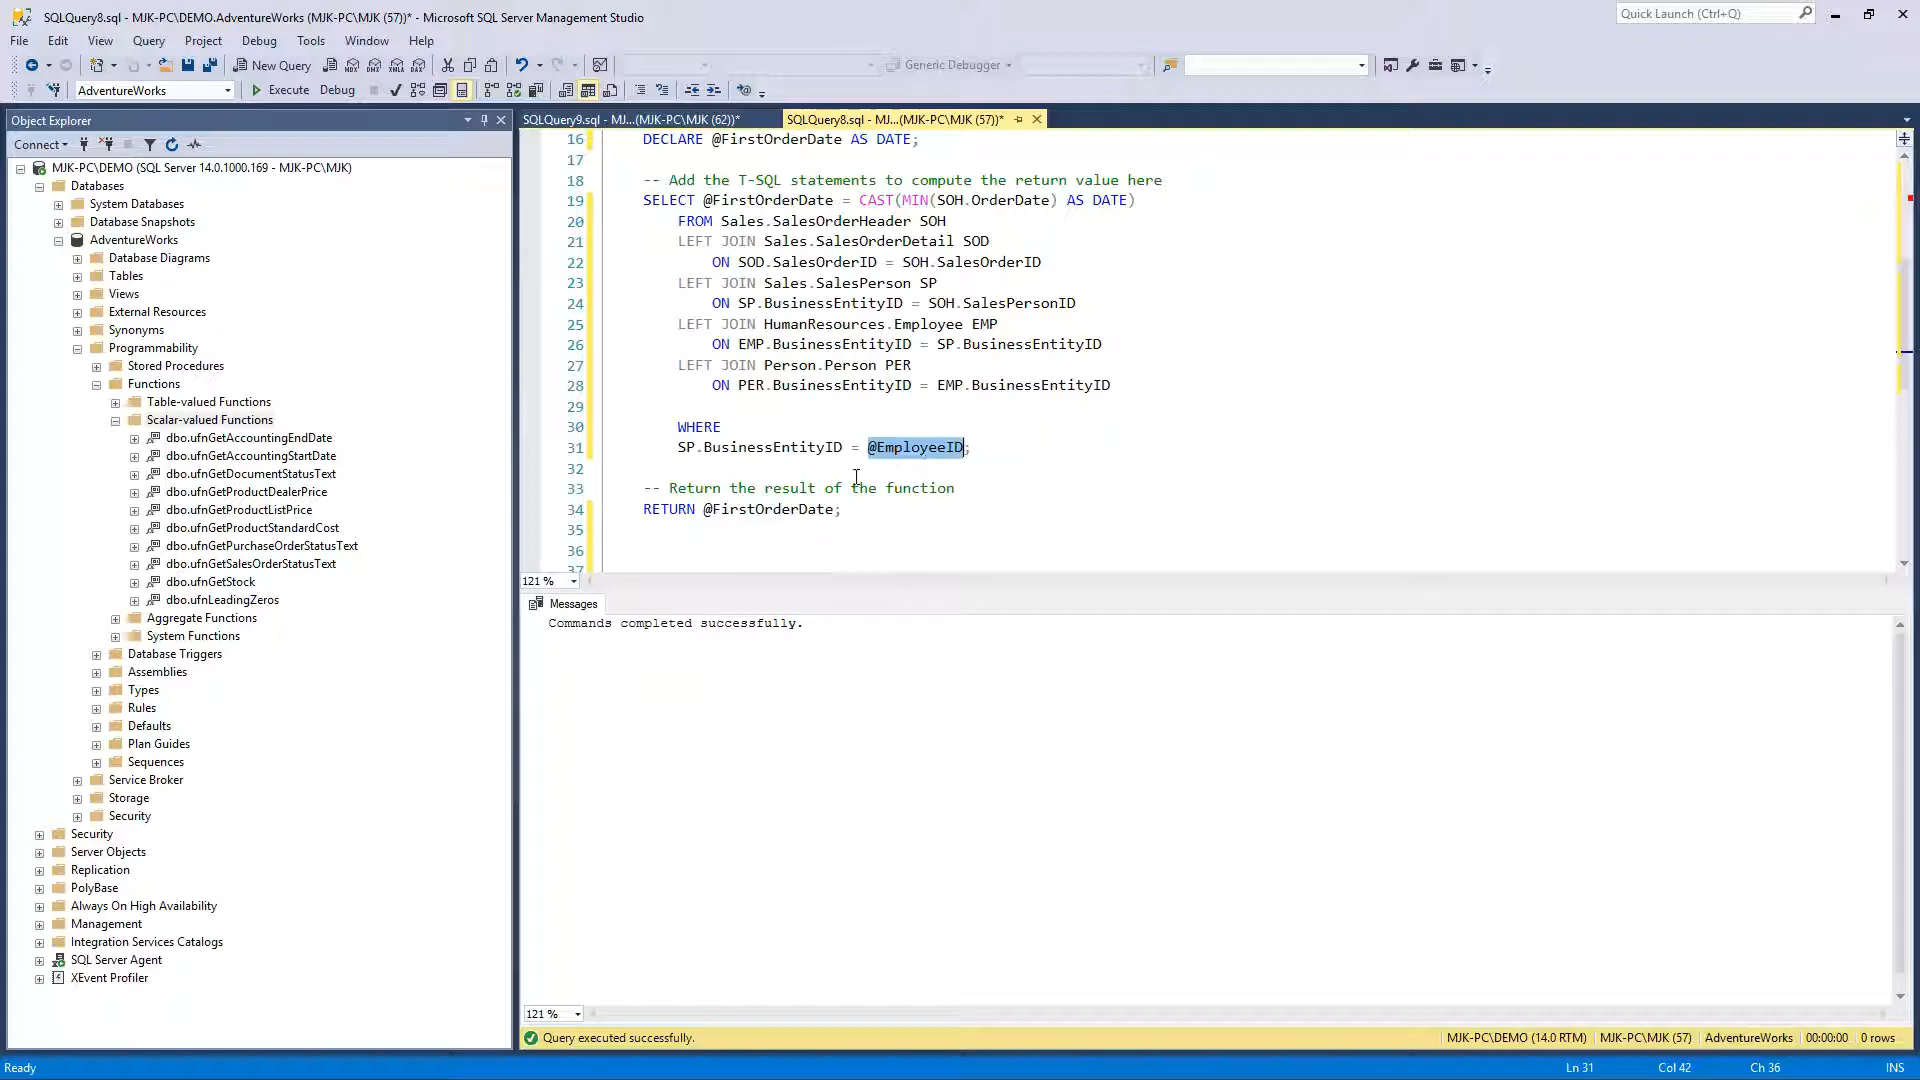 SQLQuery8.sql - MJK-PC\DEMO.AdventureWorks (MJK-PC\MJK (57))* - Microsoft SQL Server Management Studio
Quick Launch (Ctrl+Q)
File Edit View Query Project Debug Tools Window Help
New Query
Generic Debugger
AdventureWorks
Execute Debug
Object Explorer
SQLQuery9.sql - MJ...(MJK-PC\MJK (62))*
SQLQuery8.sql - MJ...(MJK-PC\MJK (57))*
Connect
MJK-PC\DEMO (SQL Server 14.0.1000.169 - MJK-PC\MJK)
Databases
System Databases
Database Snapshots
AdventureWorks
Database Diagrams
Tables
Views
External Resources
Synonyms
Programmability
Stored Procedures
Functions
Table-valued Functions
Scalar-valued Functions
dbo.ufnGetAccountingEndDate
dbo.ufnGetAccountingStartDate
dbo.ufnGetDocumentStatusText
dbo.ufnGetProductDealerPrice
dbo.ufnGetProductListPrice
dbo.ufnGetProductStandardCost
dbo.ufnGetPurchaseOrderStatusText
dbo.ufnGetSalesOrderStatusText
dbo.ufnGetStock
dbo.ufnLeadingZeros
Aggregate Functions
System Functions
Database Triggers
Assemblies
Types
Rules
Defaults
Plan Guides
Sequences
Service Broker
Storage
Security
Security
Server Objects
Replication
PolyBase
Always On High Availability
Management
Integration Services Catalogs
SQL Server Agent
XEvent Profiler
16 DECLARE @FirstOrderDate AS DATE;
17
18 -- Add the T-SQL statements to compute the return value here
19 SELECT @FirstOrderDate = CAST(MIN(SOH.OrderDate) AS DATE)
20 FROM Sales.SalesOrderHeader SOH
21 LEFT JOIN Sales.SalesOrderDetail SOD
22 ON SOD.SalesOrderID = SOH.SalesOrderID
23 LEFT JOIN Sales.SalesPerson SP
24 ON SP.BusinessEntityID = SOH.SalesPersonID
25 LEFT JOIN HumanResources.Employee EMP
26 ON EMP.BusinessEntityID = SP.BusinessEntityID
27 LEFT JOIN Person.Person PER
28 ON PER.BusinessEntityID = EMP.BusinessEntityID
29
30 WHERE
31 SP.BusinessEntityID = @EmployeeID;
32
33 -- Return the result of the function
34 RETURN @FirstOrderDate;
35
36
37
121 %
Messages
Commands completed successfully.
121 %
Query executed successfully.
MJK-PC\DEMO (14.0 RTM) MJK-PC\MJK (57) AdventureWorks 00:00:00 0 rows
Ready
Ln 31 Col 42 Ch 36 INS